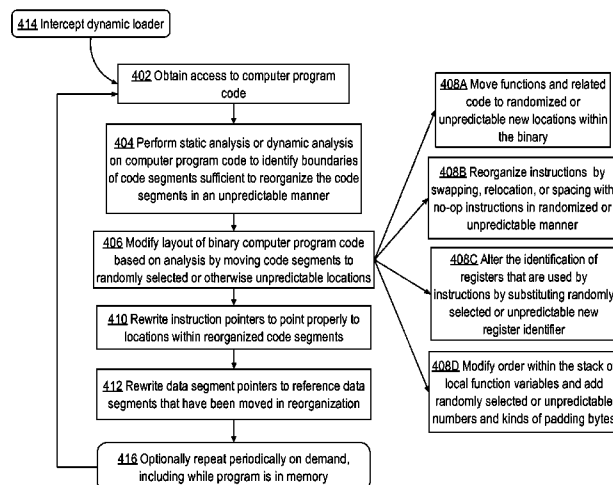 414 Intercept dynamic loader
402 Obtain access to computer program
code
404 Perform static analysis or dynamic analysis
on computer program code to identify boundaries
of code segments sufficient to reorganize the code
segments in an unpredictable manner
406 Modify layout of binary computer program code
based on analysis by moving code segments to
randomly selected or otherwise unpredictable locations
410 Rewrite instruction pointers to point properly to
locations within reorganized code segments
412 Rewrite data segment pointers to reference data
segments that have been moved in reorganization
416 Optionally repeat periodically on demand,
including while program is in memory
408A Move functions and related
code to randomized or
unpredictable new locations within
the binary
408B Reorganize instructions by
swapping, relocation, or spacing with
no-op instructions in randomized or
unpredictable manner
408C Alter the identification of
registers that are used by
instructions by substituting randomly
selected or unpredictable new
register identifier
408D Modify order within the stack of
local function variables and add
randomly selected or unpredictable
numbers and kinds of padding bytes